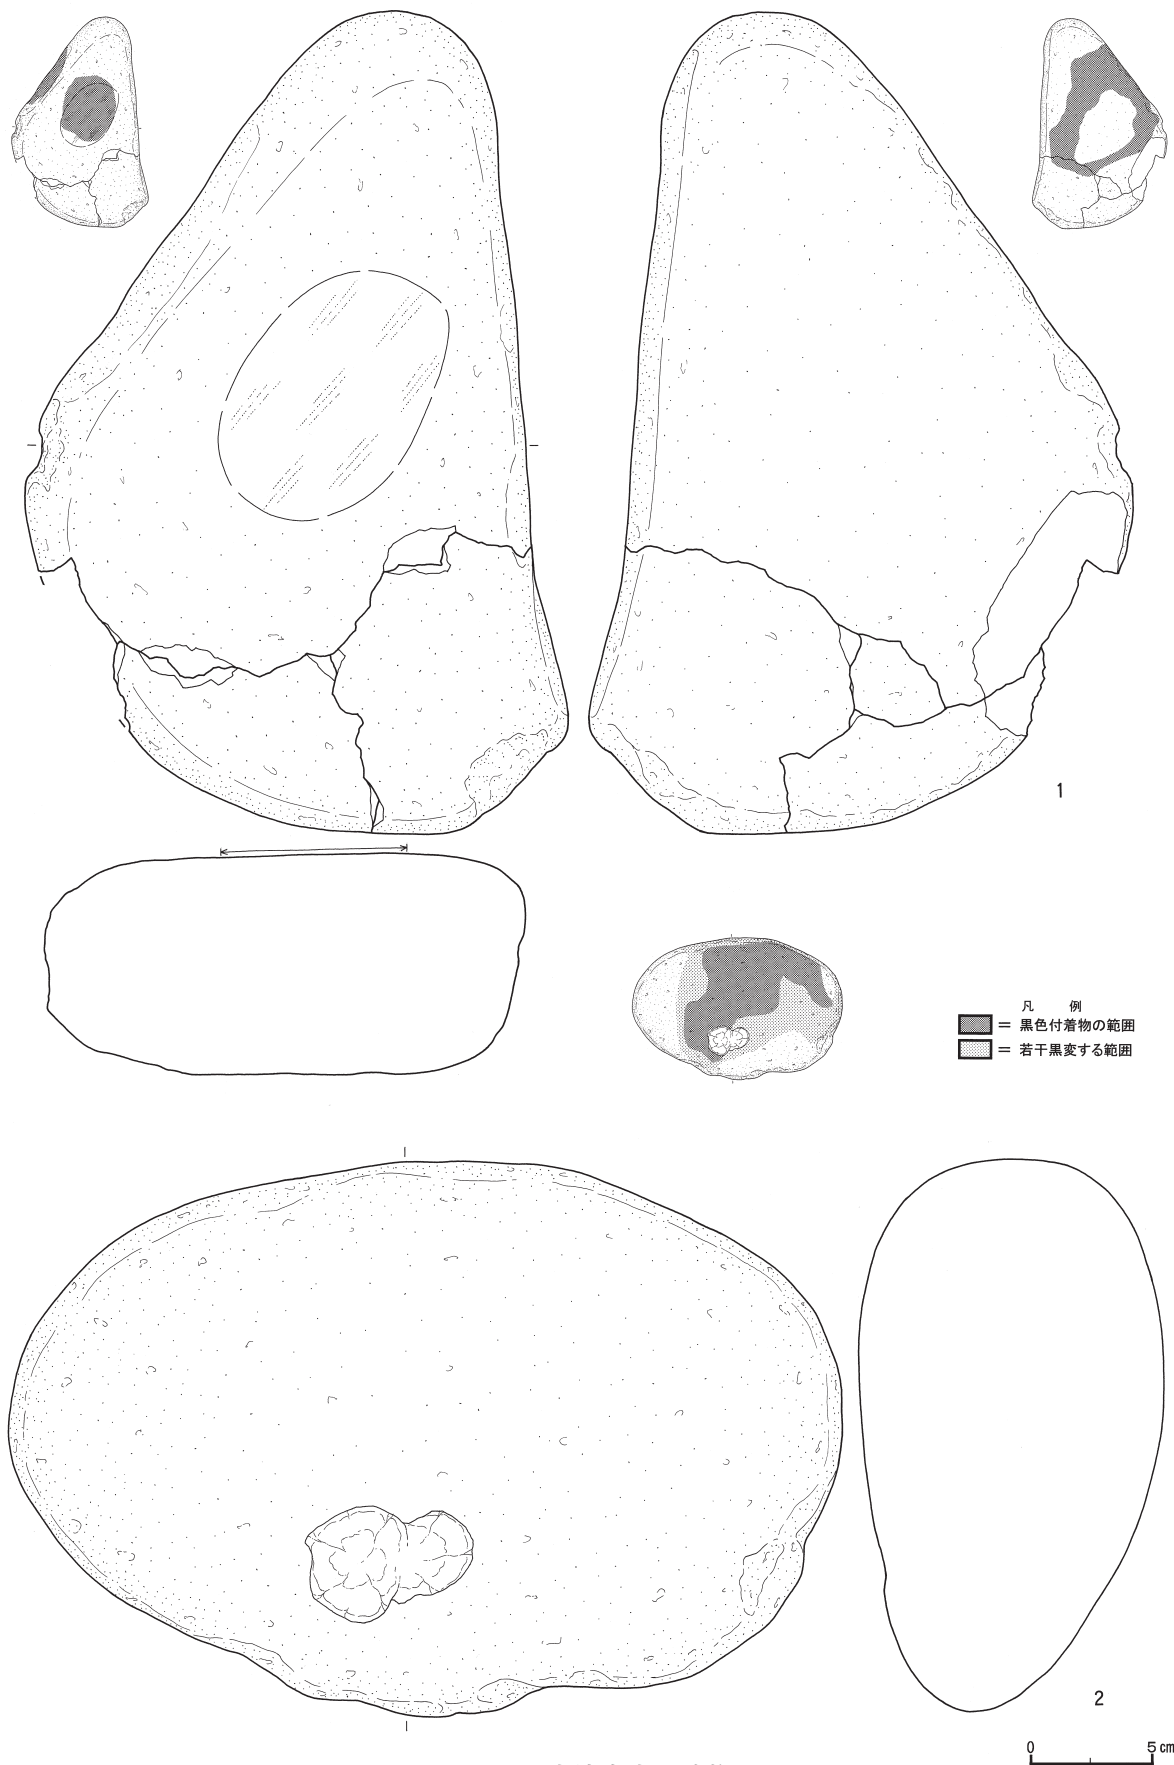 1
凡 例
= 黒色付着物の範囲
= 若干黒変する範囲
2
0 5cm